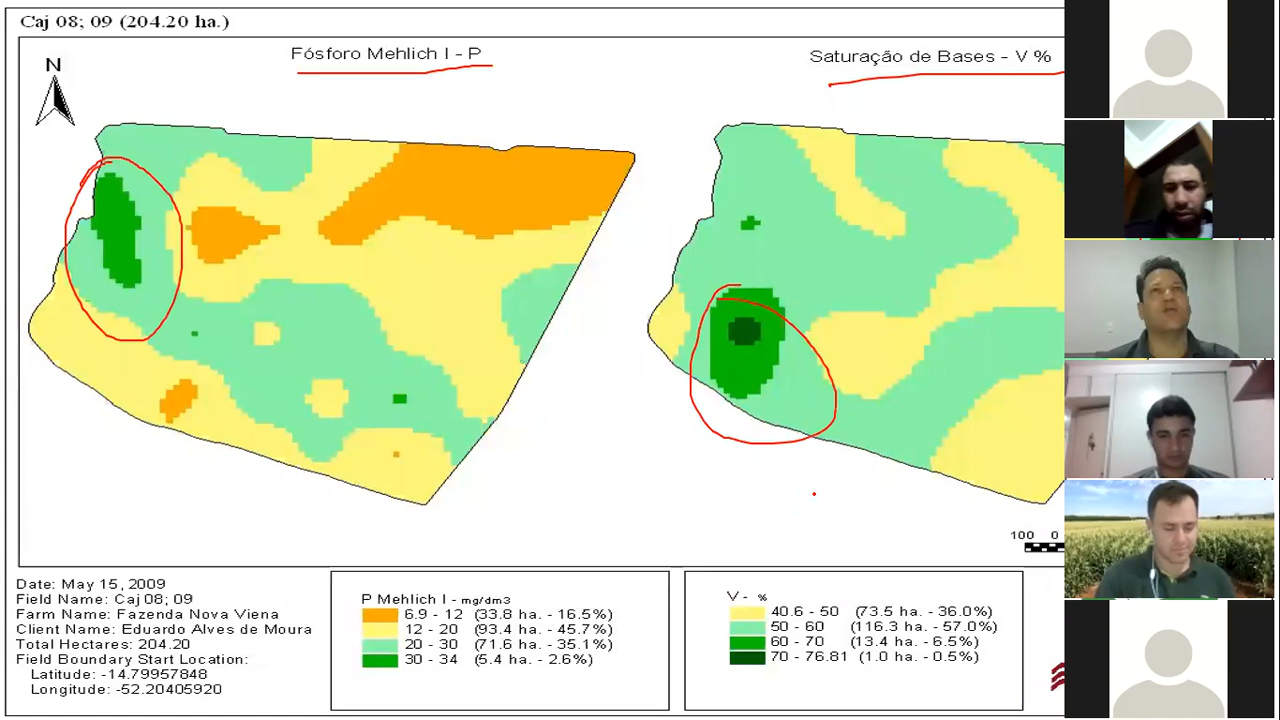 Caj 08; 09 (204.20 ha.)
Fósforo Mehlich I - P
Saturação de Bases - V %
N
100 0
Date: May 15, 2009
Field Name: Caj 08; 09
Farm Name: Fazenda Nova Viena
Client Name: Eduardo Alves de Moura
Total Hectares: 204.20
Field Boundary Start Location:
Latitude: -14.79957848
Longitude: -52.20405920
P Mehlich I - mg/dm3
6.9 - 12 (33.8 ha. - 16.5%)
12 - 20 (93.4 ha. - 45.7%)
20 - 30 (71.6 ha. - 35.1%)
30 - 34 (5.4 ha. - 2.6%)
V - %
40.6 - 50 (73.5 ha. - 36.0%)
50 - 60 (116.3 ha. - 57.0%)
60 - 70 (13.4 ha. - 6.5%)
70 - 76.81 (1.0 ha. - 0.5%)